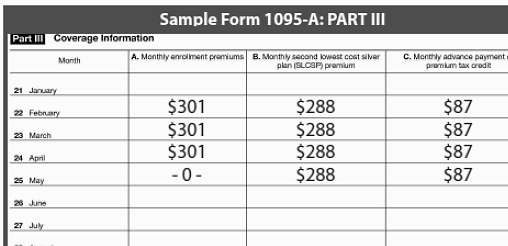 Sample Form 1095-A: PART III
Part III Coverage Information
Month
A. Monthly enrollment premiums
B. Monthly second lowest cost silver
plan (SLCSP) premium
C. Monthly advance payment
premium tax credit
21 January
22 February $301 $288 $87
23 March $301 $288 $87
24 April $301 $288 $87
25 May - 0 - $288 $87
26 June
27 July